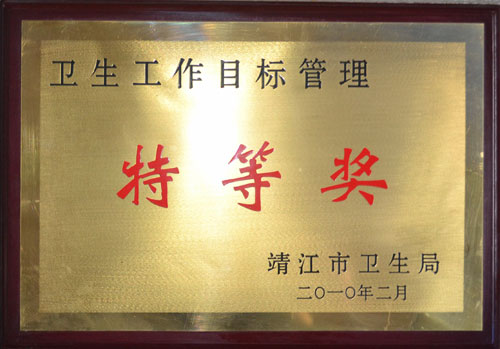 卫生工作目标管理
特等奖
靖江市卫生局
二〇一〇年二月